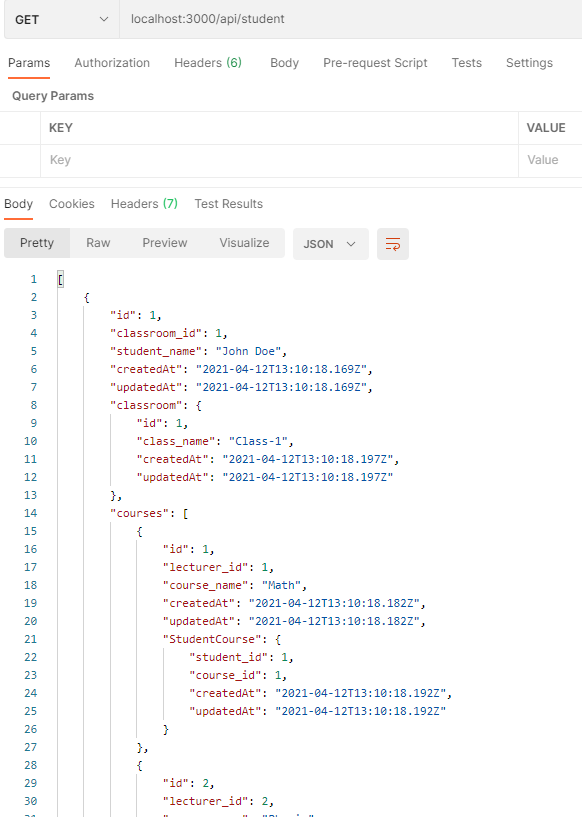 GET localhost:3000/api/student
Params Authorization Headers (6) Body Pre-request Script Tests Settings
Query Params
KEY VALUE
Key Value
Body Cookies Headers (7) Test Results
Pretty Raw Preview Visualize JSON
1 [
2 {
3 "id": 1,
4 "classroom_id": 1,
5 "student_name": "John Doe",
6 "createdAt": "2021-04-12T13:10:18.169Z",
7 "updatedAt": "2021-04-12T13:10:18.169Z",
8 "classroom": {
9 "id": 1,
10 "class_name": "Class-1",
11 "createdAt": "2021-04-12T13:10:18.197Z",
12 "updatedAt": "2021-04-12T13:10:18.197Z"
13 },
14 "courses": [
15 {
16 "id": 1,
17 "lecturer_id": 1,
18 "course_name": "Math",
19 "createdAt": "2021-04-12T13:10:18.182Z",
20 "updatedAt": "2021-04-12T13:10:18.182Z",
21 "StudentCourse": {
22 "student_id": 1,
23 "course_id": 1,
24 "createdAt": "2021-04-12T13:10:18.192Z",
25 "updatedAt": "2021-04-12T13:10:18.192Z"
26 }
27 },
28 {
29 "id": 2,
30 "lecturer_id": 2,